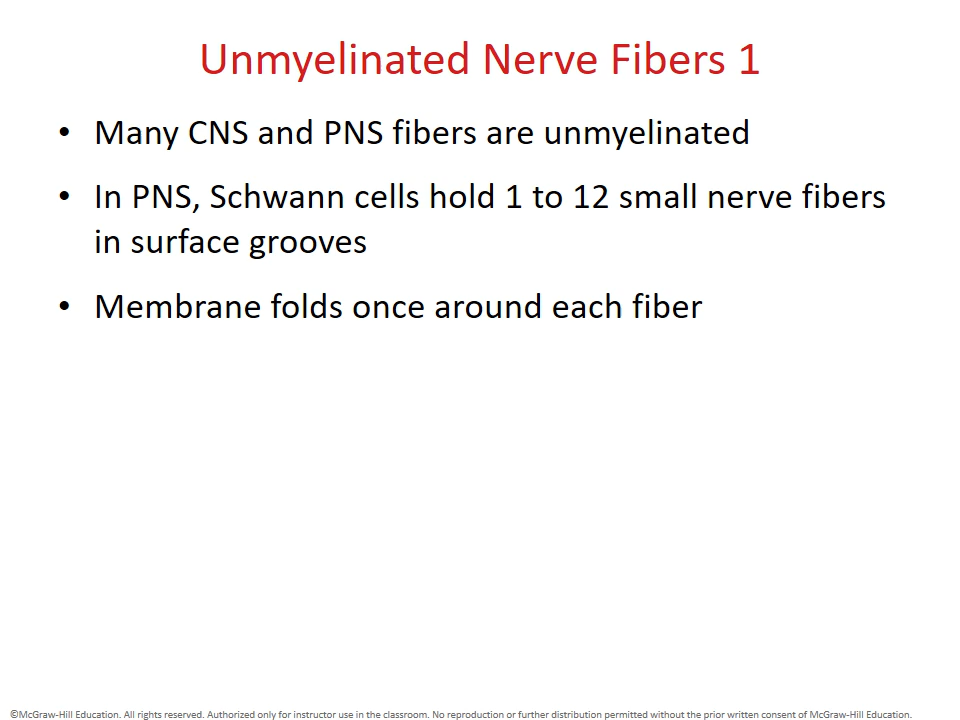 Unmyelinated Nerve Fibers 1
• Many CNS and PNS fibers are unmyelinated
• In PNS, Schwann cells hold 1 to 12 small nerve fibers
in surface grooves
• Membrane folds once around each fiber
©McGraw-Hill Education. All rights reserved. Authorized only for instructor use in the classroom. No reproduction or further distribution permitted without the prior written consent of McGraw-Hill Education.